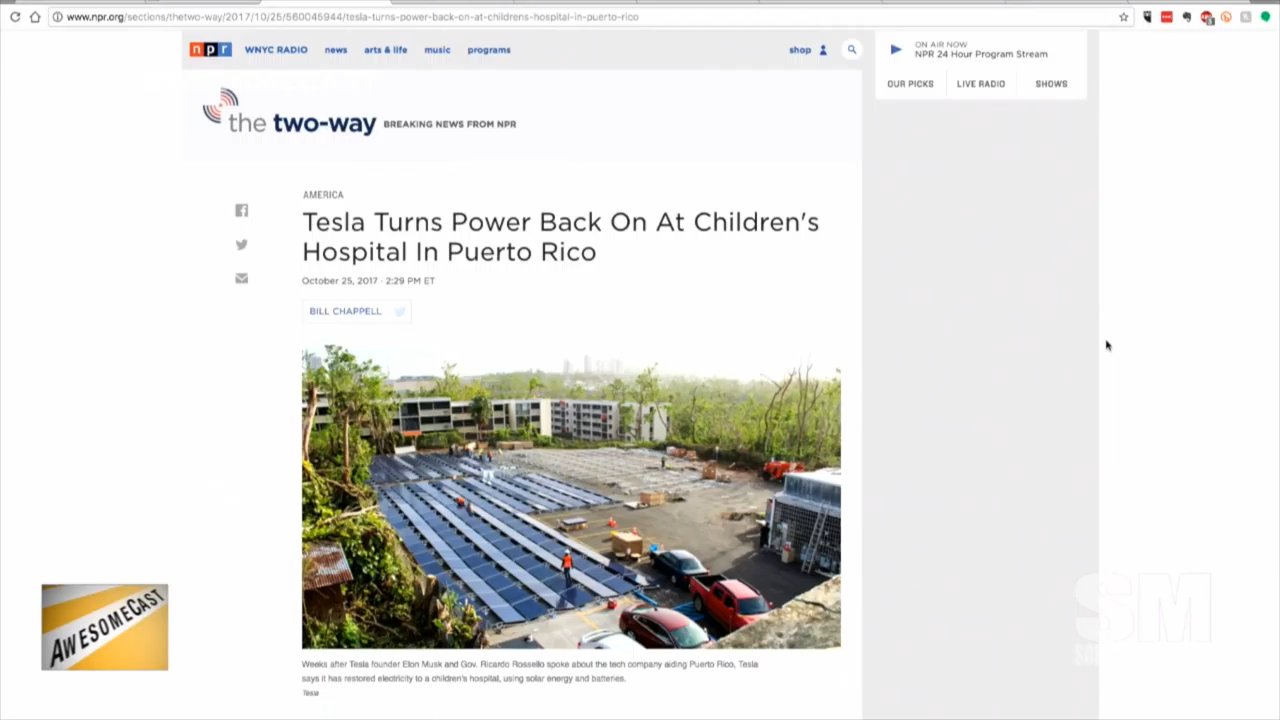 www.npr.org/sections/thetwo-way/2017/10/25/560045944/tesla-turns-power-back-on-at-childrens-hospital-in-puerto-rico
npr WNYC RADIO news arts & life music programs shop
ON AIR NOW
NPR 24 Hour Program Stream
OUR PICKS LIVE RADIO SHOWS
the two-way BREAKING NEWS FROM NPR
AMERICA
Tesla Turns Power Back On At Children's
Hospital In Puerto Rico
October 25, 2017 · 2:29 PM ET
BILL CHAPPELL
AWESOMECAST
SM
Weeks after Tesla founder Elon Musk and Gov. Ricardo Rossello spoke about the tech company aiding Puerto Rico, Tesla
says it has restored electricity to a children's hospital, using solar energy and batteries.
Tesla